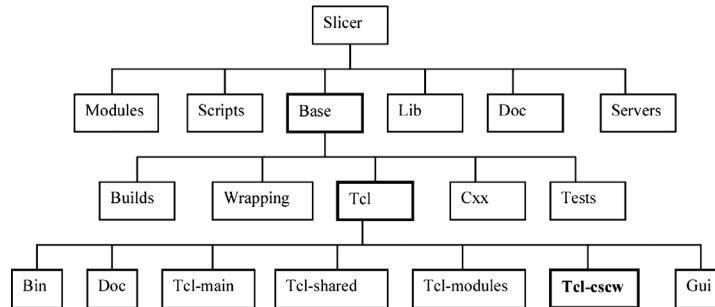 Slicer
Modules Scripts Base Lib Doc Servers
Builds Wrapping Tcl Cxx Tests
Bin Doc Tcl-main Tcl-shared Tcl-modules Tcl-cscw Gui